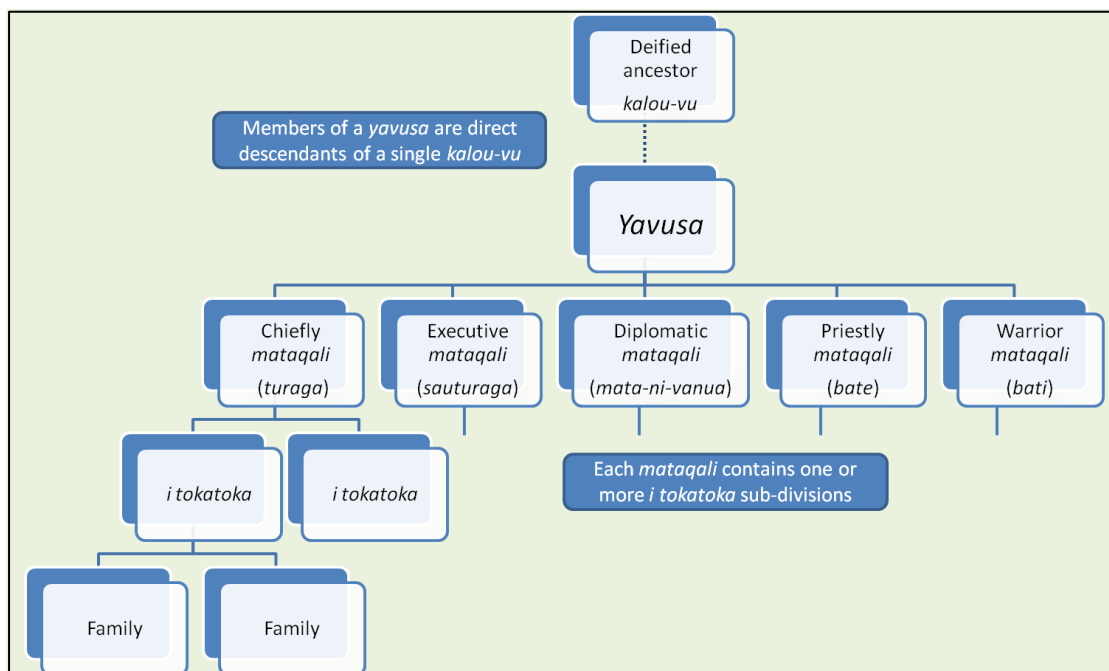 Deified
ancestor
kalou-vu
Members of a yavusa are direct
descendants of a single kalou-vu
Yavusa
Chiefly
mataqali
(turaga)
Executive
mataqali
(sauturaga)
Diplomatic
mataqali
(mata-ni-vanua)
Priestly
mataqali
(bate)
Warrior
mataqali
(bati)
i tokatoka
i tokatoka
Each mataqali contains one or
more i tokatoka sub-divisions
Family
Family